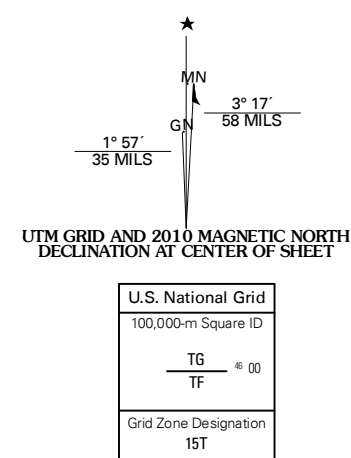 ★
MN
3° 17´
58 MILS
GN
1° 57´
35 MILS
UTM GRID AND 2010 MAGNETIC NORTH
DECLINATION AT CENTER OF SHEET
U.S. National Grid
100,000-m Square ID
TG
46 00
TF
Grid Zone Designation
15T